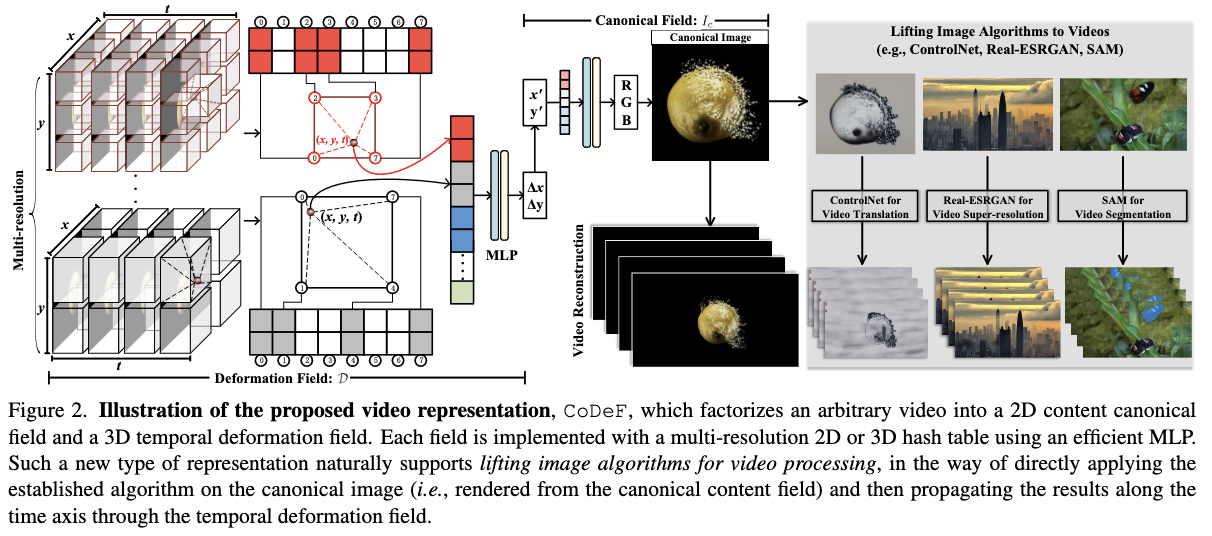 t
x
y
Multi-resolution
0 1 2 3 4 5 6 7
2 3
(x, y, t)
0 7
x
y
t
0 7
(x, y, t)
1 4
0 1 2 3 4 5 6 7
Deformation Field: 𝒟
MLP
Δx
Δy
x′
y′
Canonical Field: I_c
R
G
B
Canonical Image
Video Reconstruction
Lifting Image Algorithms to Videos
(e.g., ControlNet, Real-ESRGAN, SAM)
ControlNet for
Video Translation
Real-ESRGAN for
Video Super-resolution
SAM for
Video Segmentation
Figure 2. Illustration of the proposed video representation, CoDeF, which factorizes an arbitrary video into a 2D content canonical
field and a 3D temporal deformation field. Each field is implemented with a multi-resolution 2D or 3D hash table using an efficient MLP.
Such a new type of representation naturally supports lifting image algorithms for video processing, in the way of directly applying the
established algorithm on the canonical image (i.e., rendered from the canonical content field) and then propagating the results along the
time axis through the temporal deformation field.